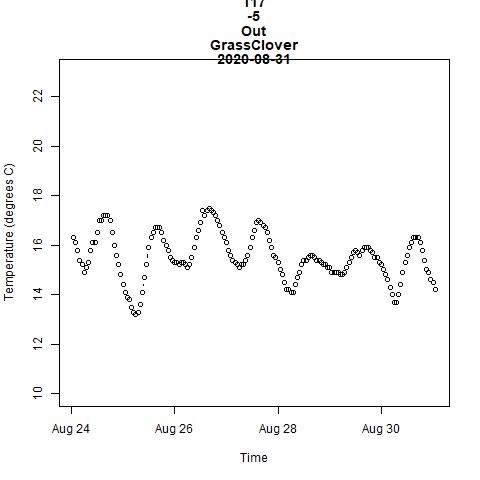 117
-5
Out
GrassClover
2020-08-31
Temperature (degrees C)
22
20
18
16
14
12
10
Aug 24
Aug 26
Aug 28
Aug 30
Time